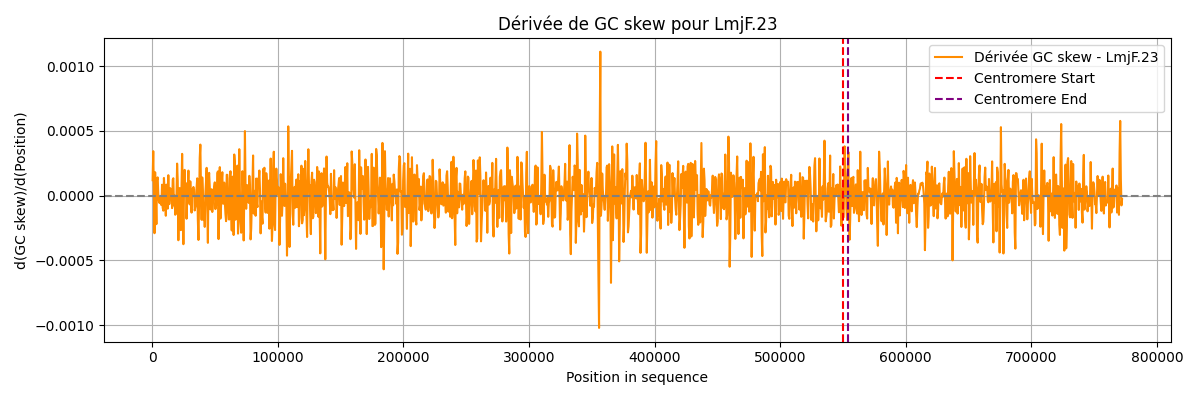 Dérivée de GC skew pour LmjF.23
d(GC skew)/d(Position)
0.0010
0.0005
0.0000
−0.0005
−0.0010
Dérivée GC skew - LmjF.23
Centromere Start
Centromere End
0 100000 200000 300000 400000 500000 600000 700000 800000
Position in sequence